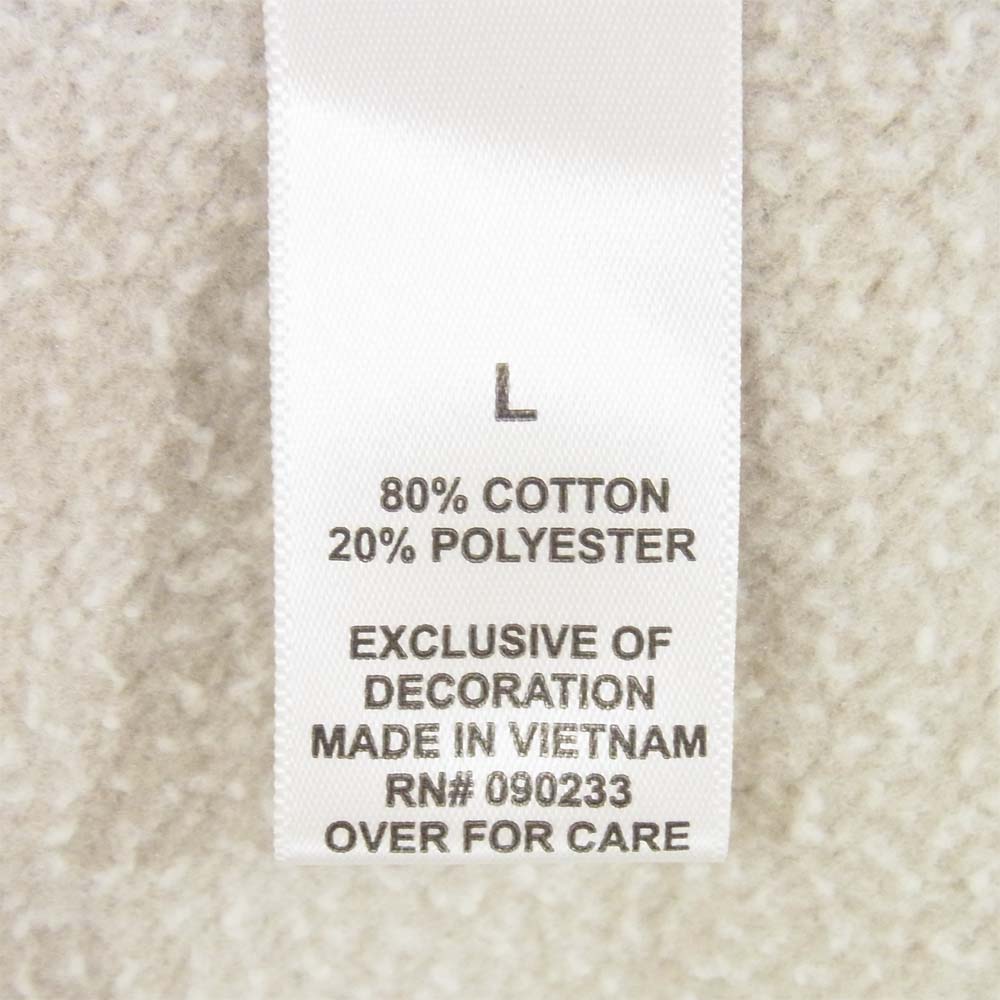 L
80% COTTON
20% POLYESTER
EXCLUSIVE OF
DECORATION
MADE IN VIETNAM
RN# 090233
OVER FOR CARE